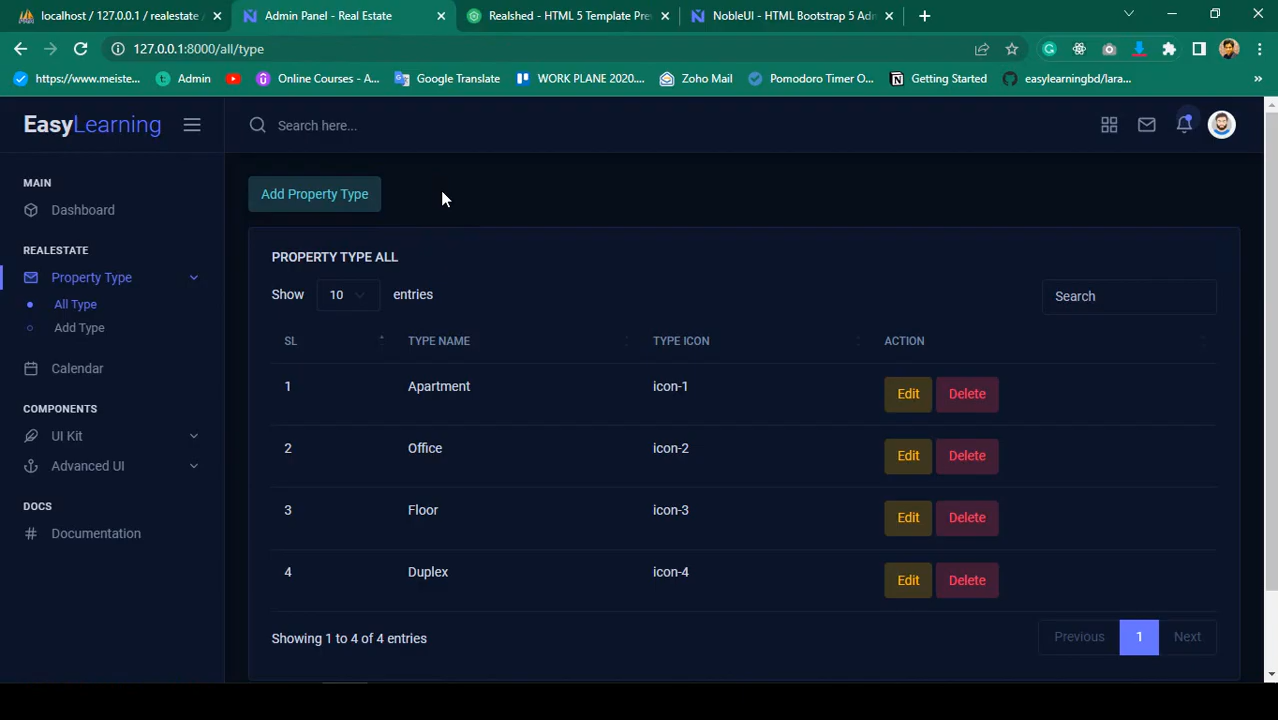 localhost / 127.0.0.1 / realestate
Admin Panel - Real Estate
Realshed - HTML 5 Template Pre
NobleUI - HTML Bootstrap 5 Adm
127.0.0.1:8000/all/type
https://www.meiste...
Admin
Online Courses - A...
Google Translate
WORK PLANE 2020....
Zoho Mail
Pomodoro Timer O...
Getting Started
easylearningbd/lara...
EasyLearning
Search here...
MAIN
Dashboard
REALESTATE
Property Type
All Type
Add Type
Calendar
COMPONENTS
UI Kit
Advanced UI
DOCS
Documentation
Add Property Type
PROPERTY TYPE ALL
Show 10 entries
Search
SL TYPE NAME TYPE ICON ACTION
1 Apartment icon-1 Edit Delete
2 Office icon-2 Edit Delete
3 Floor icon-3 Edit Delete
4 Duplex icon-4 Edit Delete
Showing 1 to 4 of 4 entries
Previous 1 Next